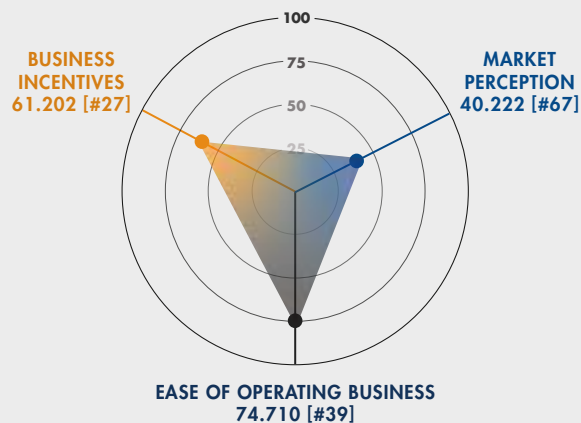 100
75
50
25
BUSINESS
INCENTIVES
61.202 [#27]
MARKET
PERCEPTION
40.222 [#67]
EASE OF OPERATING BUSINESS
74.710 [#39]